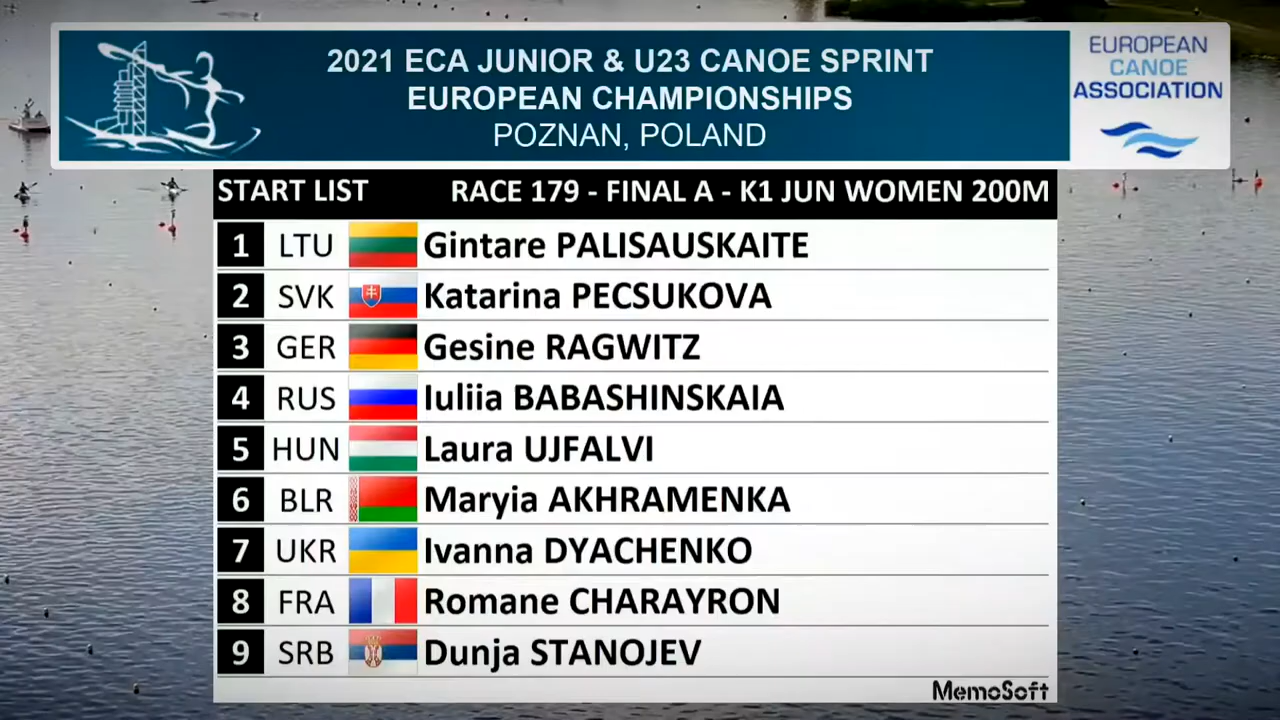 2021 ECA JUNIOR & U23 CANOE SPRINT
EUROPEAN CHAMPIONSHIPS
POZNAN, POLAND
EUROPEAN
CANOE
ASSOCIATION
START LIST RACE 179 - FINAL A - K1 JUN WOMEN 200M
1 LTU Gintare PALISAUSKAITE
2 SVK Katarina PECSUKOVA
3 GER Gesine RAGWITZ
4 RUS Iuliia BABASHINSKAIA
5 HUN Laura UJFALVI
6 BLR Maryia AKHRAMENKA
7 UKR Ivanna DYACHENKO
8 FRA Romane CHARAYRON
9 SRB Dunja STANOJEV
MemoSoft